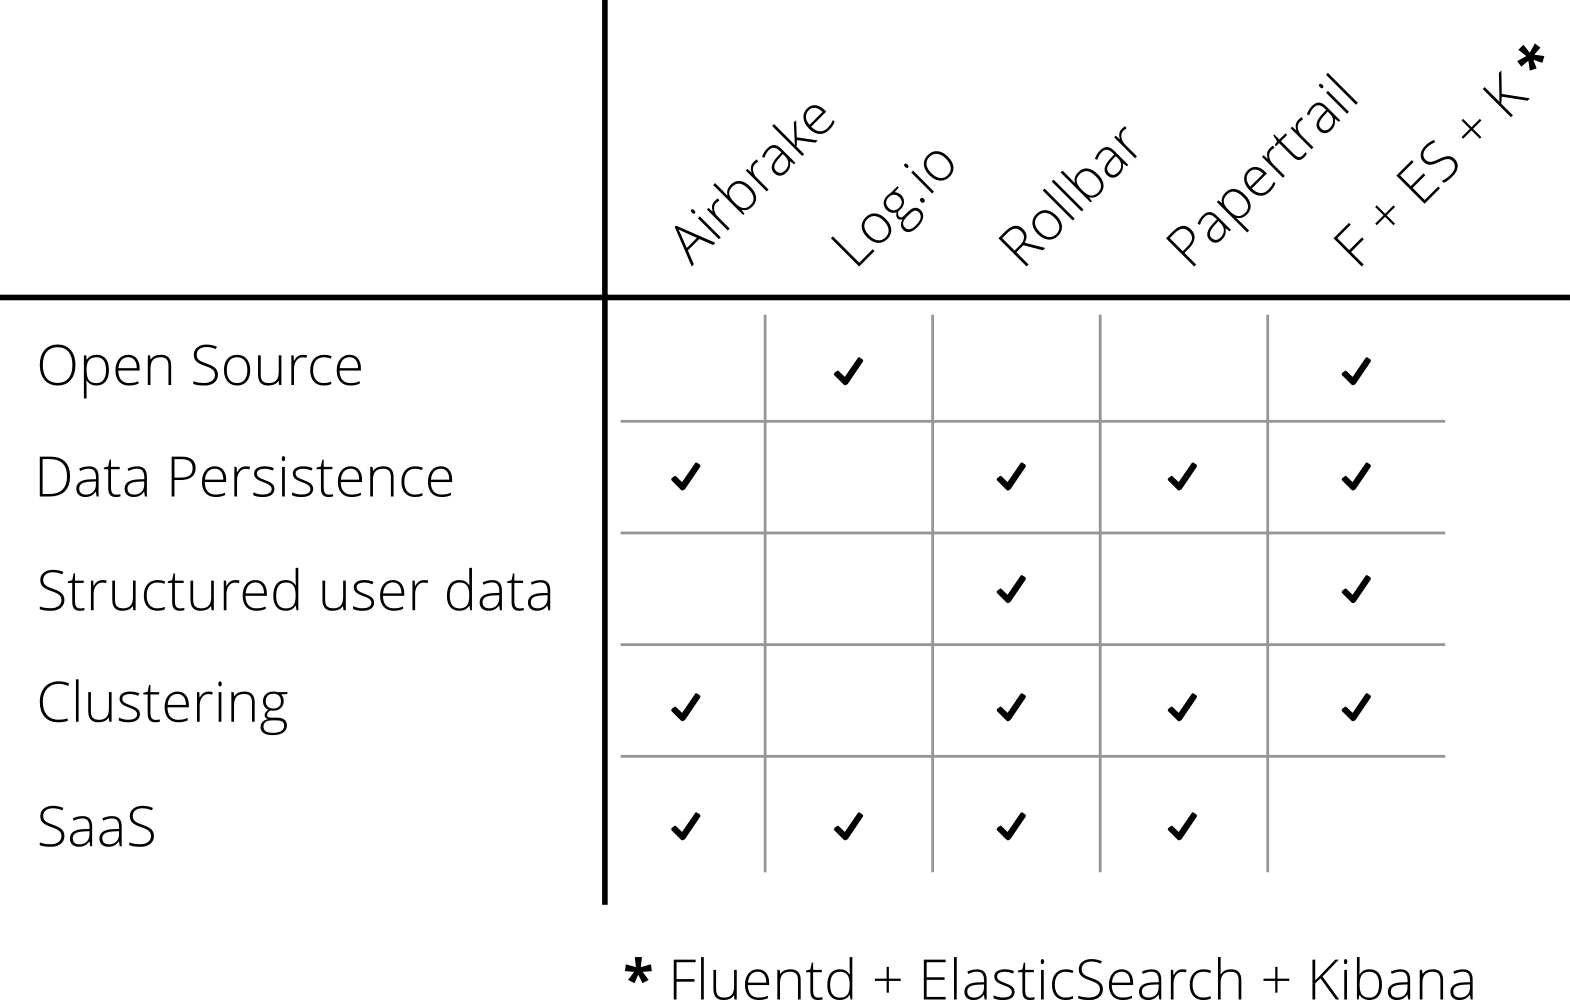 Airbrake
Log.io
Rollbar
Papertrail
F + ES + K *
Open Source ✓ ✓
Data Persistence ✓ ✓ ✓ ✓
Structured user data ✓ ✓
Clustering ✓ ✓ ✓ ✓
SaaS ✓ ✓ ✓ ✓
* Fluentd + ElasticSearch + Kibana